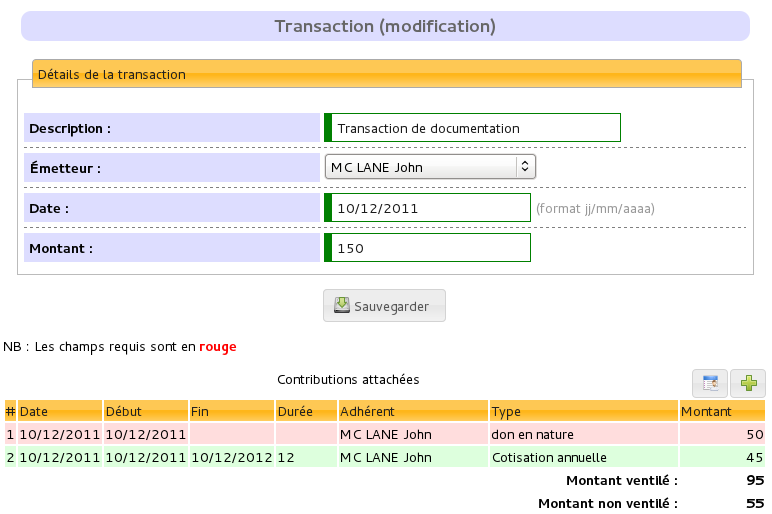 Transaction (modification)
Détails de la transaction
Description : Transaction de documentation
Émetteur : MC LANE John
Date : 10/12/2011 (format jj/mm/aaaa)
Montant : 150
Sauvegarder
NB : Les champs requis sont en rouge
Contributions attachées
# Date Début Fin Durée Adhérent Type Montant
1 10/12/2011 10/12/2011 MC LANE John don en nature 50
2 10/12/2011 10/12/2011 10/12/2012 12 MC LANE John Cotisation annuelle 45
Montant ventilé : 95
Montant non ventilé : 55